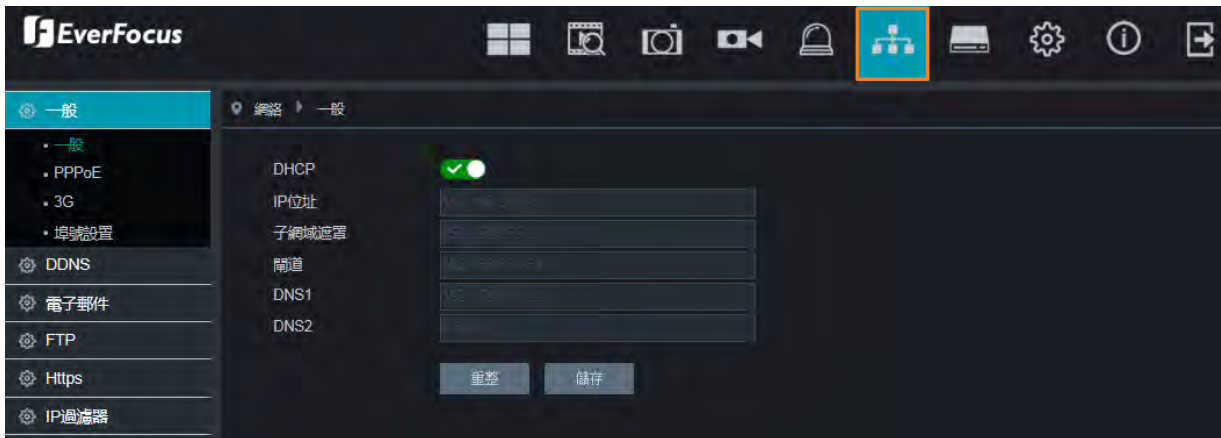 EverFocus
一般
網絡 一般
一般
PPPoE
3G
埠號設置
DDNS
電子郵件
FTP
Https
IP過濾器
DHCP
IP位址
子網域遮罩
閘道
DNS1
DNS2
重整 儲存